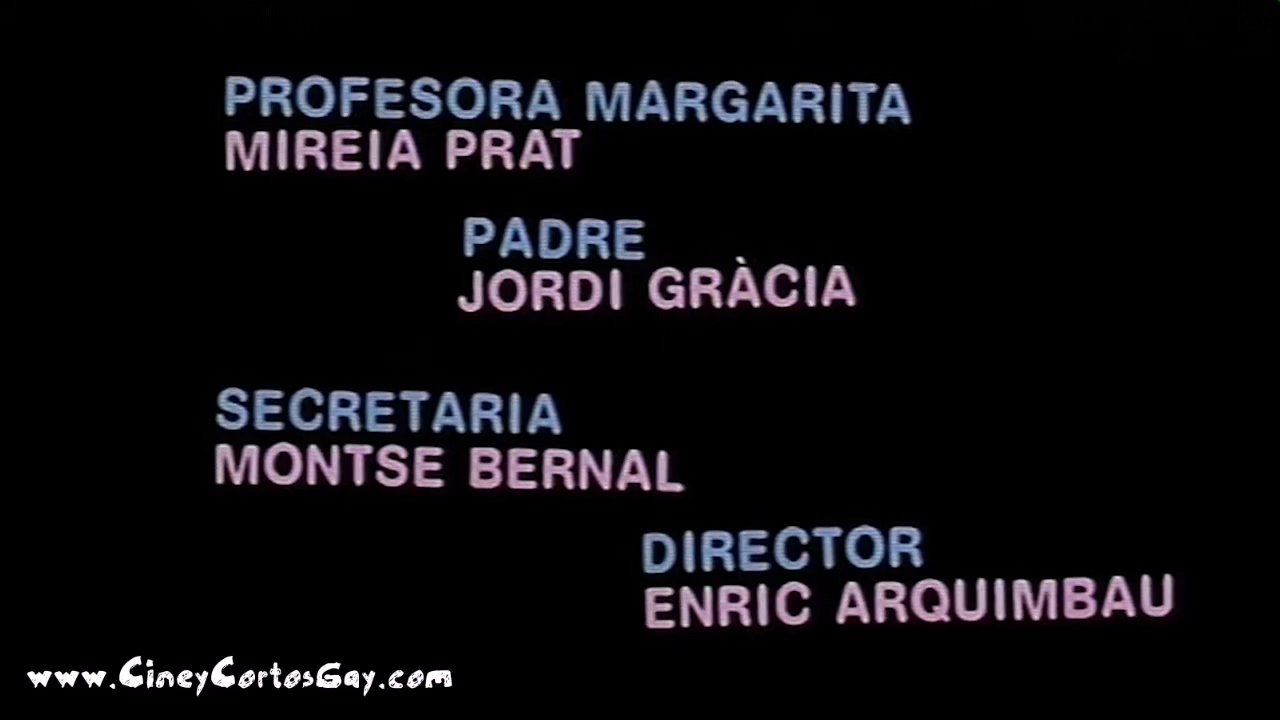 PROFESORA MARGARITA
MIREIA PRAT
PADRE
JORDI GRÀCIA
SECRETARIA
MONTSE BERNAL
DIRECTOR
ENRIC ARQUIMBAU
www.CineyCortosGay.com